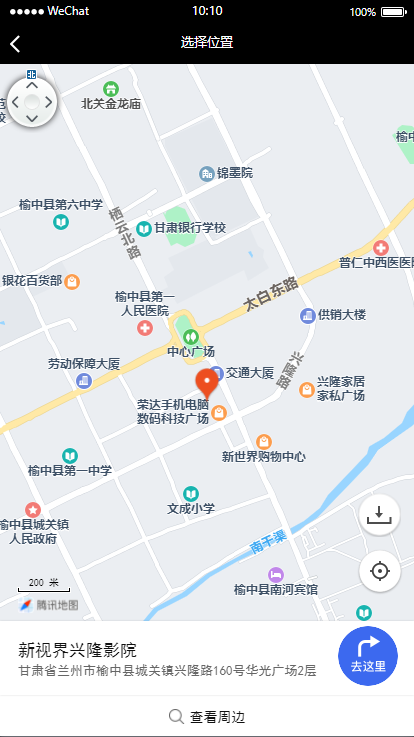 WeChat 10:10 100%
选择位置
北
北关金龙庙
榆中
校
锦墨院
榆中县第六中学
栖云北路
甘肃银行学校
普仁中西医医院
太白东路
银花百货部
榆中县第一
人民医院
供销大楼
中心广场
兴隆路
劳动保障大厦
交通大厦
兴隆家居
家私广场
荣达手机电脑
数码科技广场
新世界购物中心
榆中县第一中学
文成小学
榆中县城关镇
人民政府
南干渠
榆中县南河宾馆
200 米
腾讯地图
新视界兴隆影院
甘肃省兰州市榆中县城关镇兴隆路160号华光广场2层
去这里
查看周边